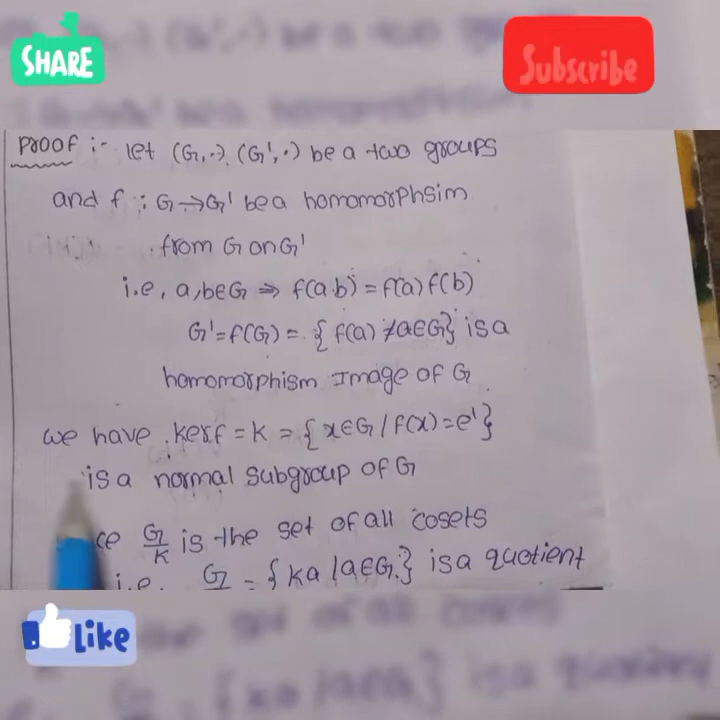 SHARE
Subscribe
Proof :- let (G,·) (G',·) be a two groups
and f : G→G' be a homomorphsim
from G on G'
i.e, a,b∈G ⇒ f(a·b) = f(a) f(b)
G' = f(G) = { f(a) / a∈G} is a
homomorphism Image of G
we have kerf = k = { x∈G / f(x) = e' }
is a normal subgroup of G
G/K is the set of all cosets
i.e. G = { ka / a∈G } is a quotient
Like